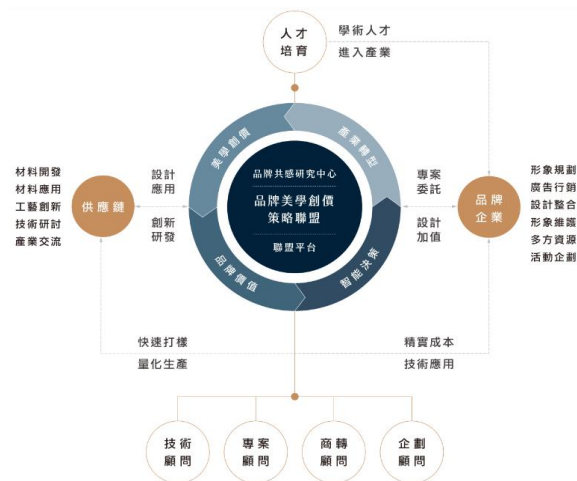 人才
培育
學術人才
進入產業
美學創價
產業轉型
品牌價值
智能決策
品牌共感研究中心
品牌美學創價
策略聯盟
聯盟平台
材料開發
材料應用
工藝創新
技術研討
產業交流
供應鏈
設計
應用
創新
研發
專案
委託
設計
加值
品牌
企業
形象規劃
廣告行銷
設計整合
形象維護
多方資源
活動企劃
快速打樣
量化生產
精實成本
技術應用
技術
顧問
專案
顧問
商轉
顧問
企劃
顧問